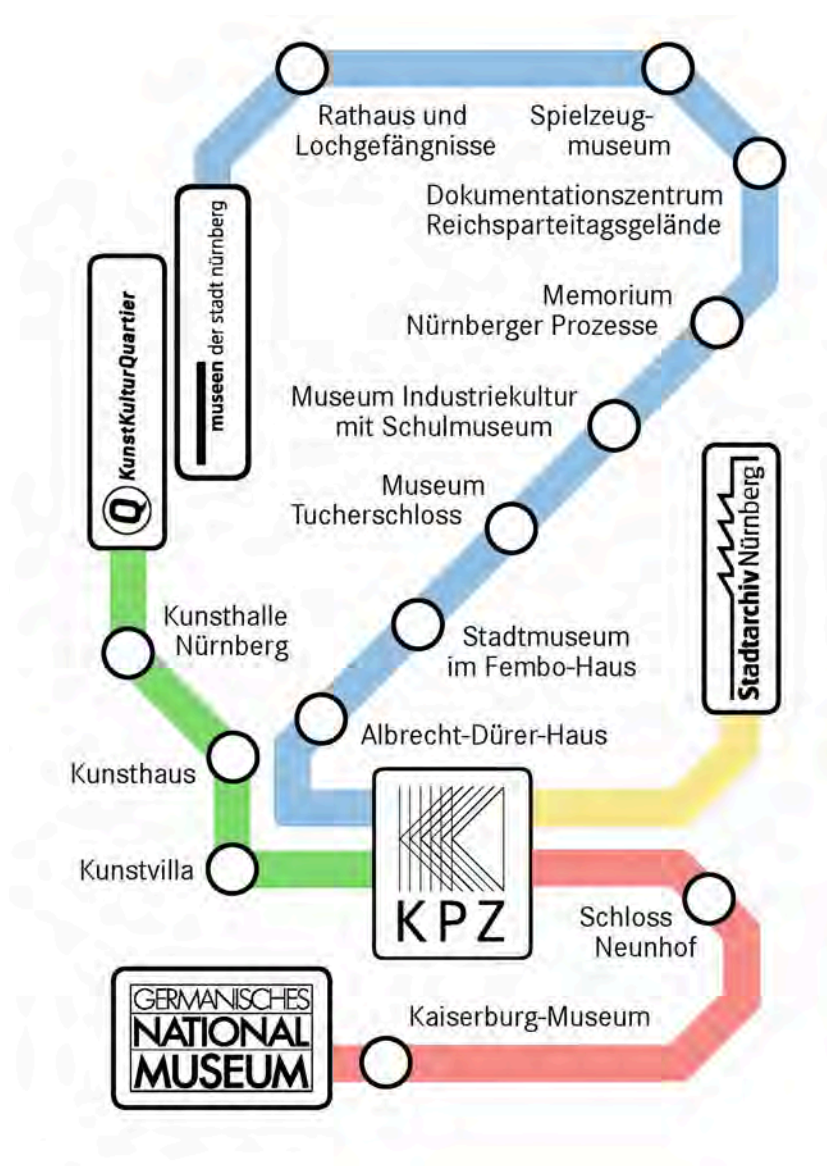 Rathaus und
Lochgefängnisse
Spielzeug-
museum
Dokumentationszentrum
Reichsparteitagsgelände
museen der stadt nürnberg
Q KunstKulturQuartier
Memorium
Nürnberger Prozesse
Museum Industriekultur
mit Schulmuseum
Museum
Tucherschloss
Stadtarchiv Nürnberg
Kunsthalle
Nürnberg
Stadtmuseum
im Fembo-Haus
Albrecht-Dürer-Haus
Kunsthaus
Kunstvilla
KPZ
Schloss
Neunhof
GERMANISCHES
NATIONAL
MUSEUM
Kaiserburg-Museum